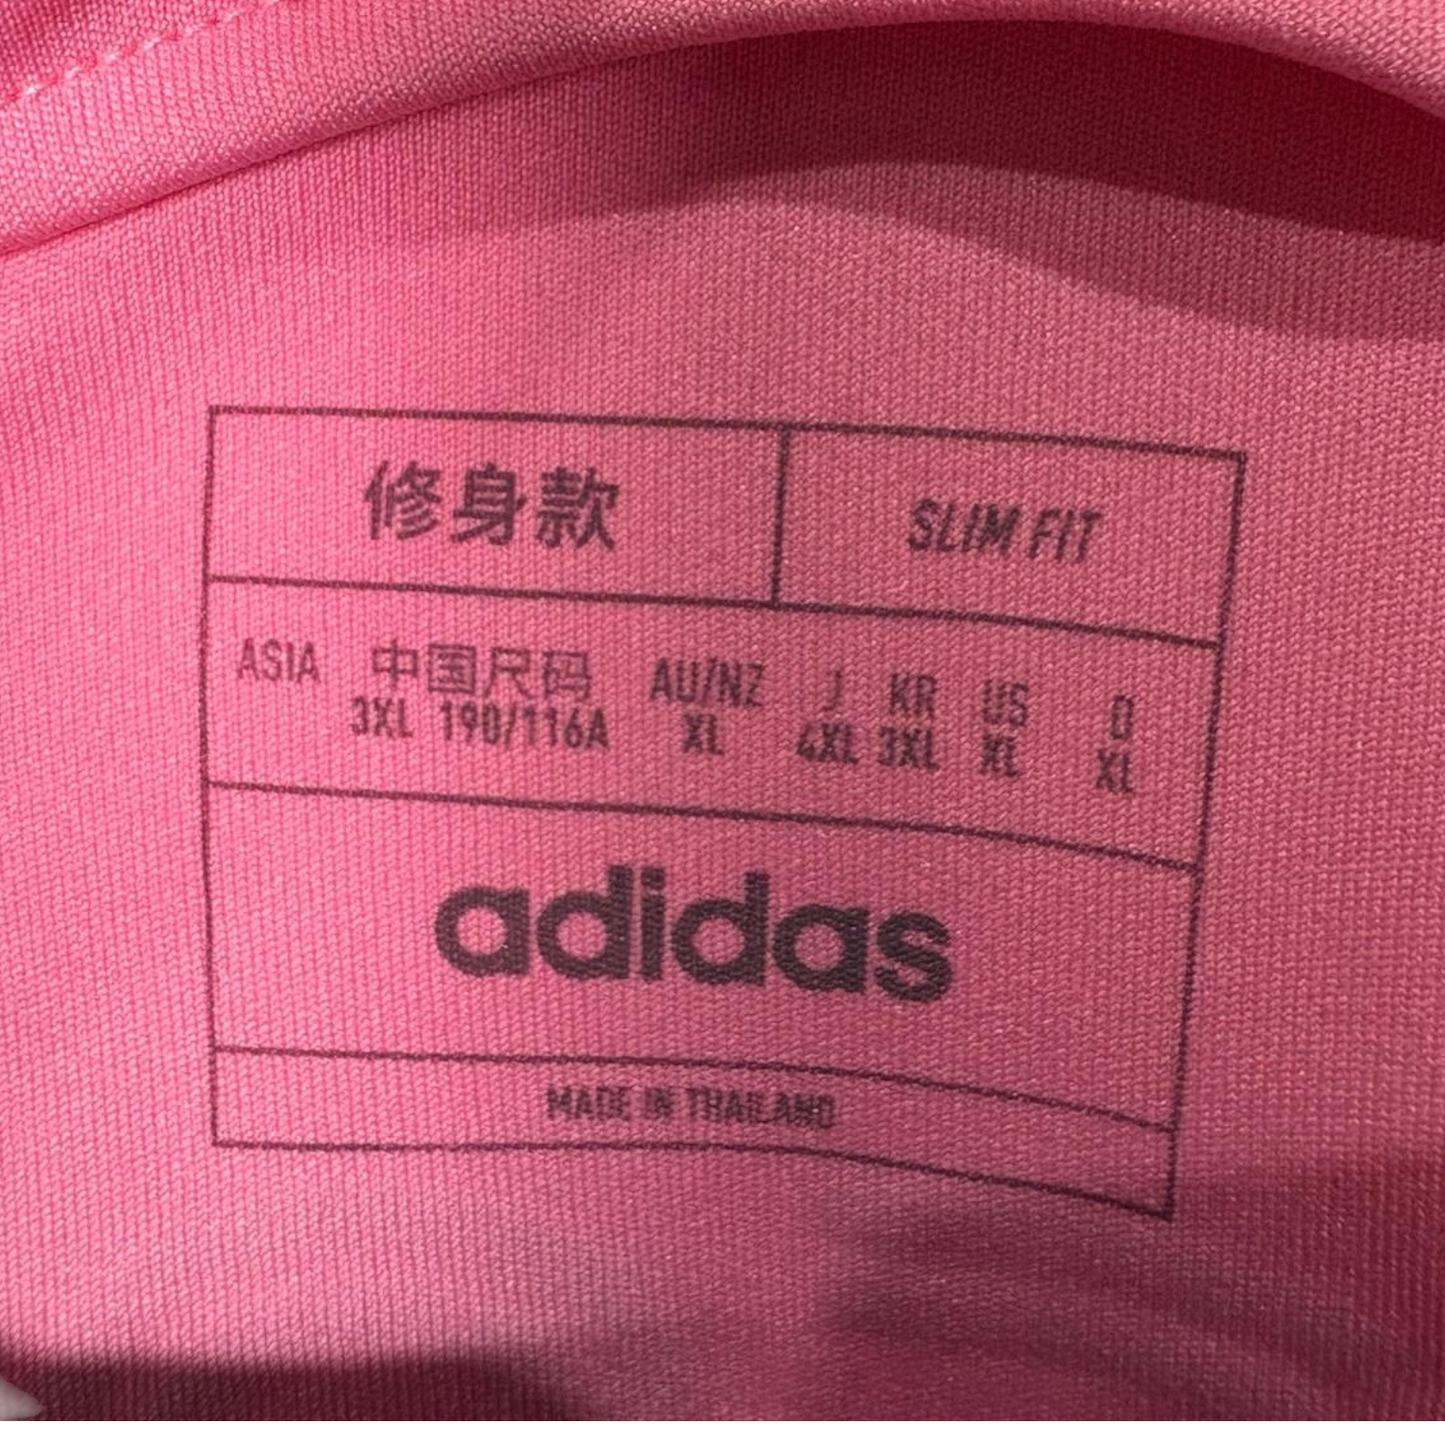 修身款 SLIM FIT
ASIA 中国尺码 AU/NZ J KR US D
3XL 190/116A XL 4XL 3XL XL XL
adidas
MADE IN THAILAND